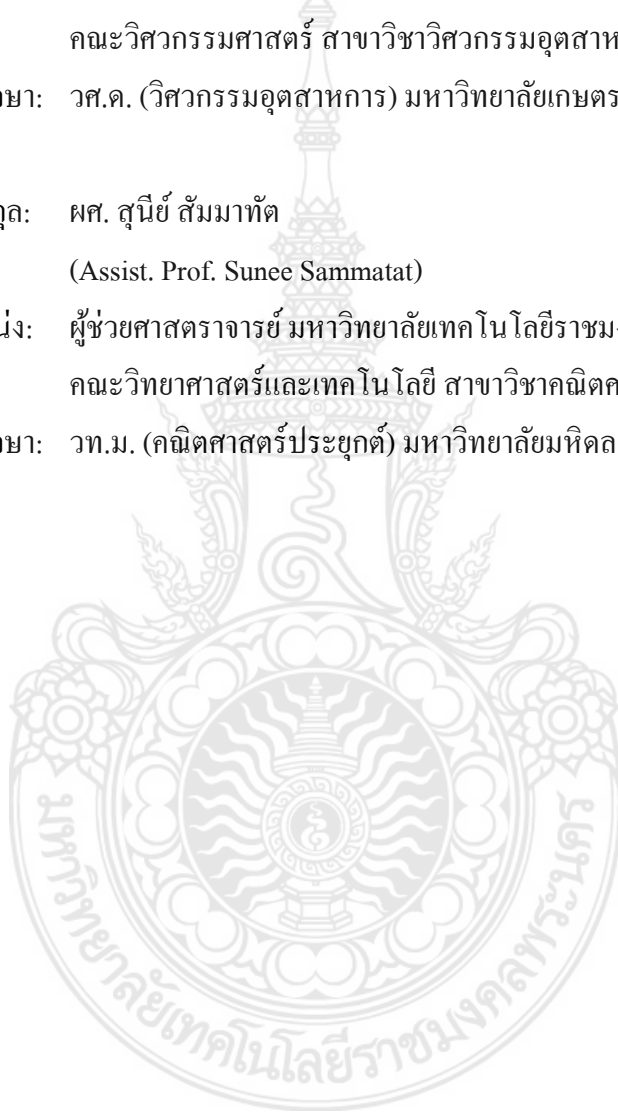 คณะวิศวกรรมศาสตร์ สาขาวิชาวิศวกรรมอุตสาห
วศ.ด. (วิศวกรรมอุตสาหการ) มหาวิทยาลัยเกษตร
ผศ. สุนีย์ สัมมาทัต
(Assist. Prof. Sunee Sammatat)
ผู้ช่วยศาสตราจารย์ มหาวิทยาลัยเทคโนโลยีราชม
คณะวิทยาศาสตร์และเทคโนโลยี สาขาวิชาคณิตศ
วท.ม. (คณิตศาสตร์ประยุกต์) มหาวิทยาลัยมหิดล
มหาวิทยาลัยเทคโนโลยีราชมงคลพระนคร